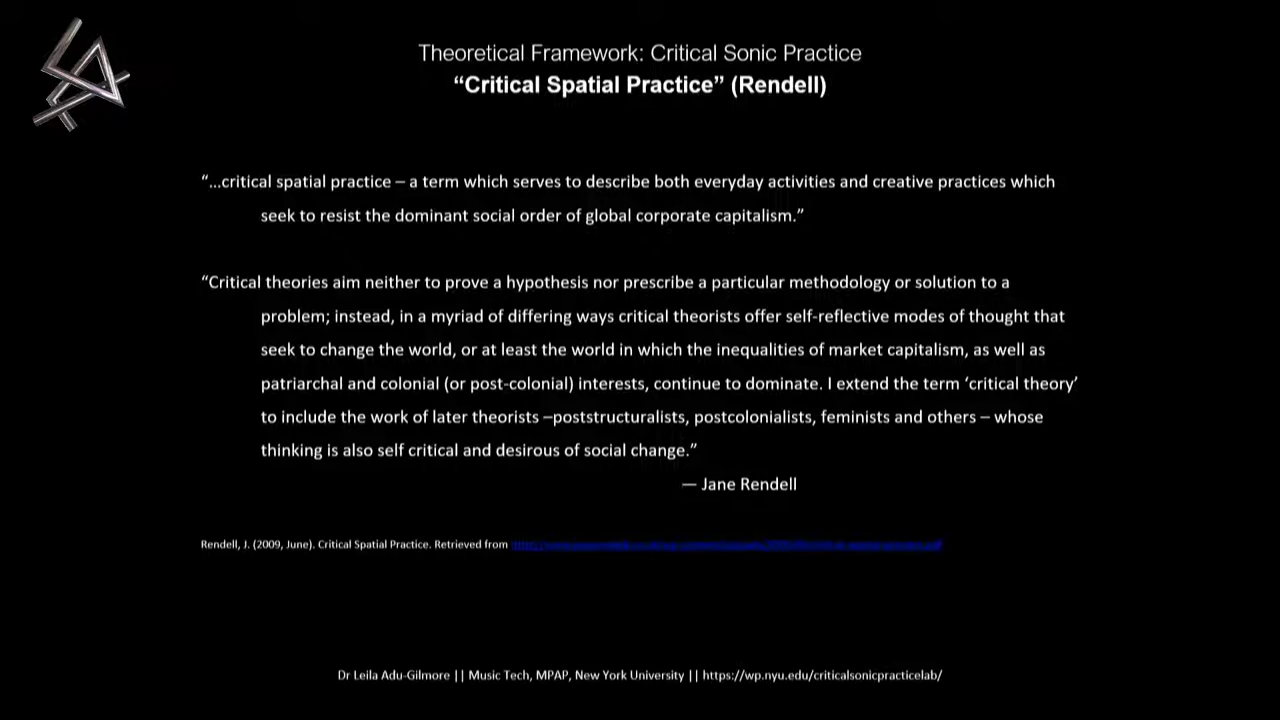 Theoretical Framework: Critical Sonic Practice
“Critical Spatial Practice” (Rendell)
“...critical spatial practice – a term which serves to describe both everyday activities and creative practices which
seek to resist the dominant social order of global corporate capitalism.”
“Critical theories aim neither to prove a hypothesis nor prescribe a particular methodology or solution to a
problem; instead, in a myriad of differing ways critical theorists offer self-reflective modes of thought that
seek to change the world, or at least the world in which the inequalities of market capitalism, as well as
patriarchal and colonial (or post-colonial) interests, continue to dominate. I extend the term ‘critical theory’
to include the work of later theorists –poststructuralists, postcolonialists, feminists and others – whose
thinking is also self critical and desirous of social change.”
— Jane Rendell
Rendell, J. (2009, June). Critical Spatial Practice. Retrieved from
Dr Leila Adu-Gilmore || Music Tech, MPAP, New York University || https://wp.nyu.edu/criticalsonicpracticelab/